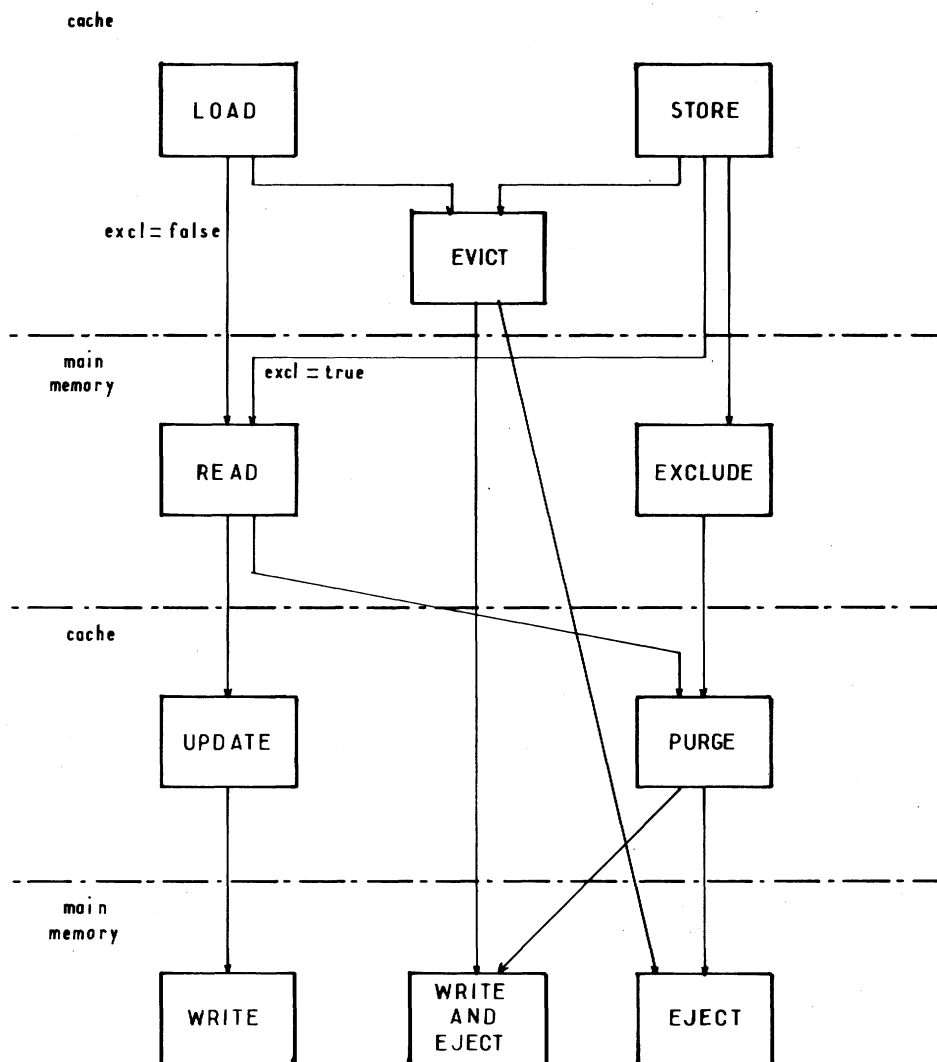 cache
LOAD
STORE
excl=false
EVICT
main
memory
excl=true
READ
EXCLUDE
cache
UPDATE
PURGE
main
memory
WRITE
WRITE
AND
EJECT
EJECT